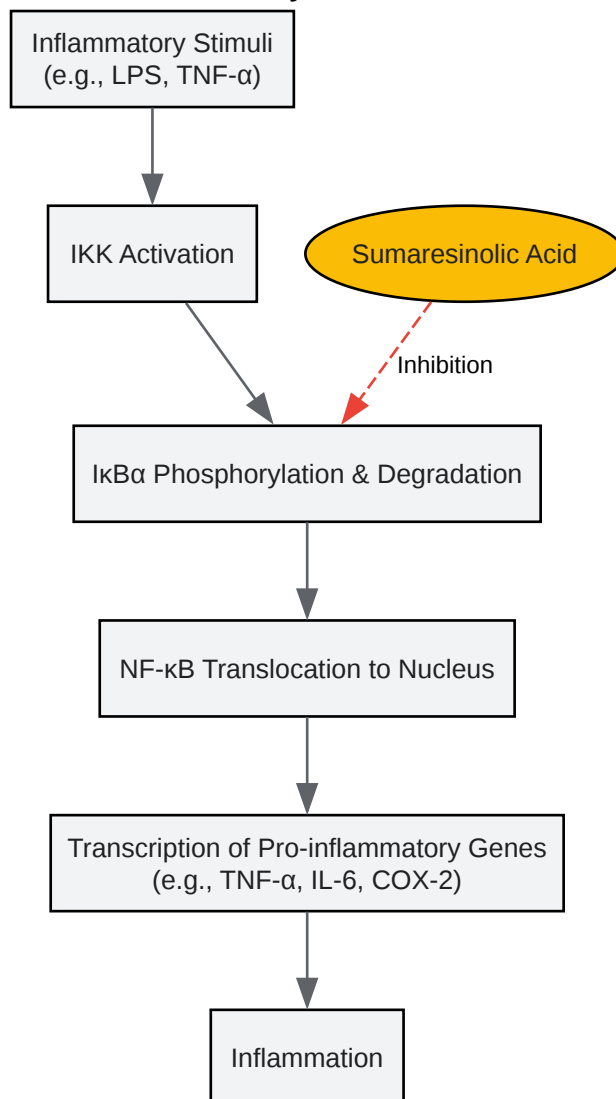 Inflammatory Stimuli
(e.g., LPS, TNF-α)
IKK Activation
Sumaresinolic Acid
Inhibition
IκBα Phosphorylation & Degradation
NF-κB Translocation to Nucleus
Transcription of Pro-inflammatory Genes
(e.g., TNF-α, IL-6, COX-2)
Inflammation